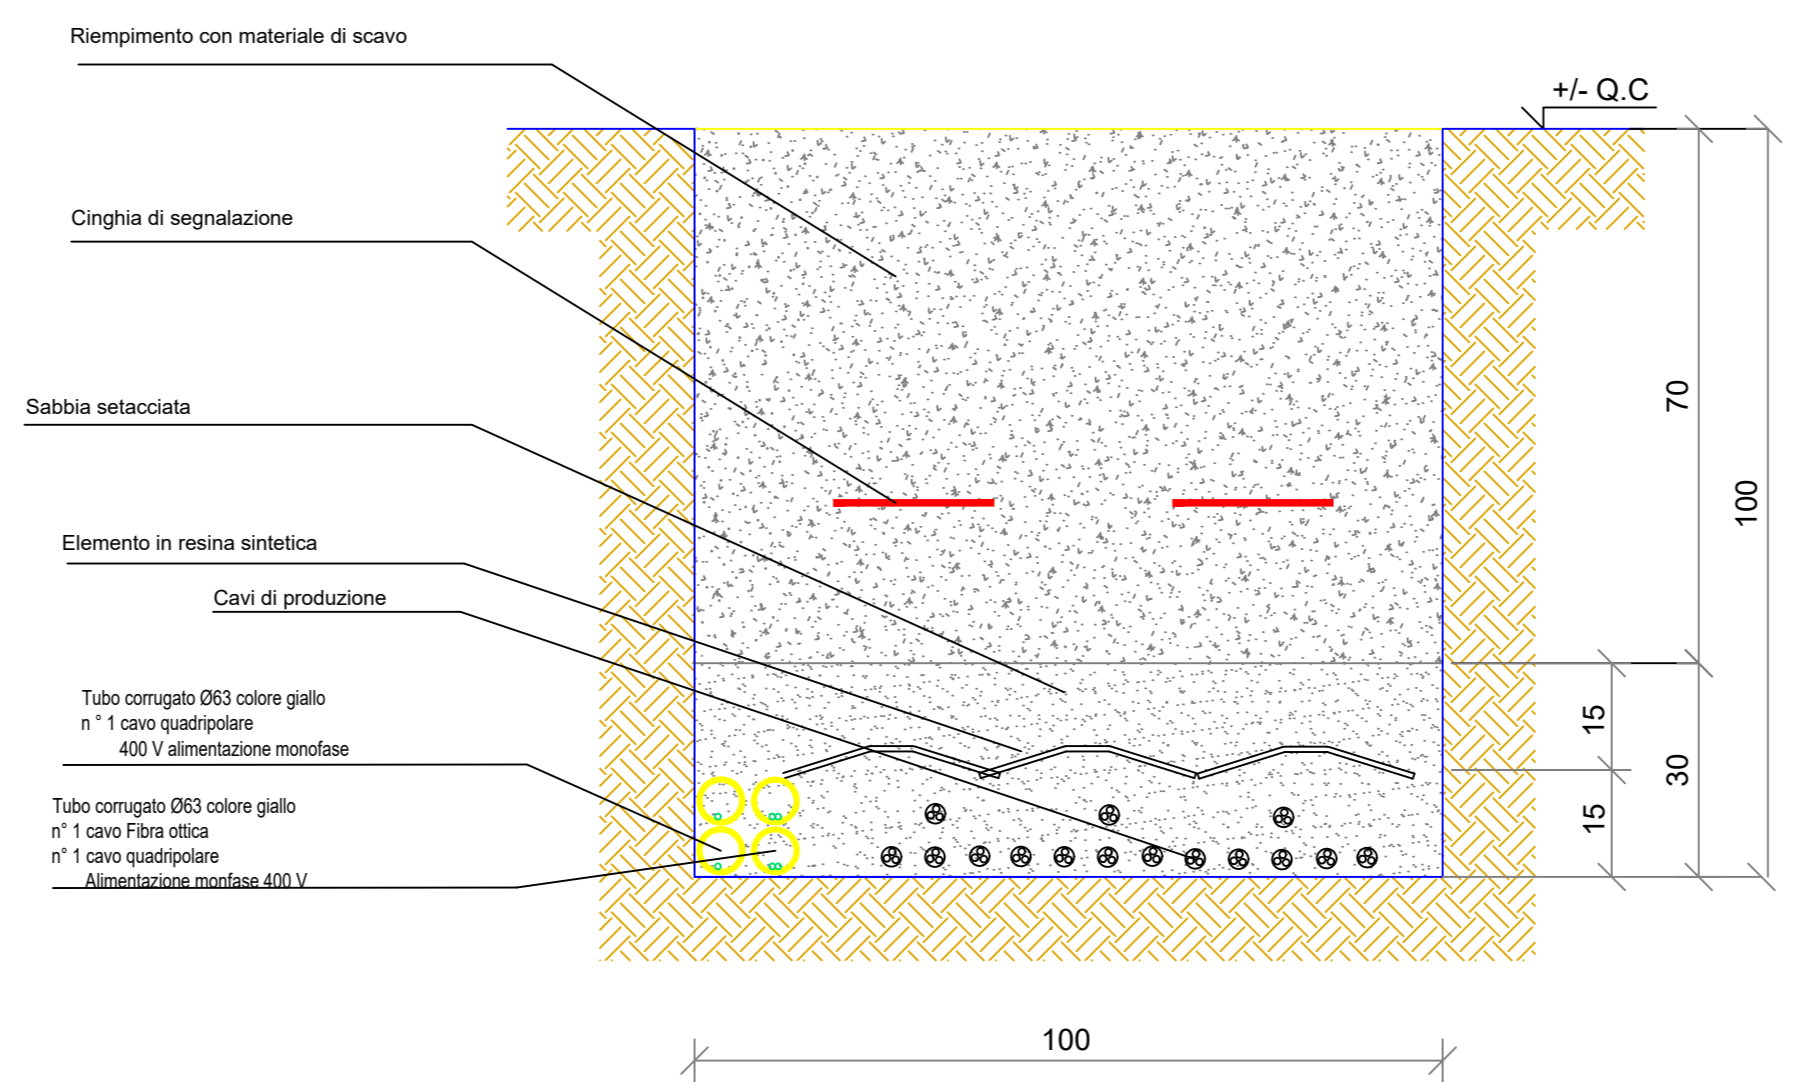 Riempimento con materiale di scavo
+/- Q.C
Cinghia di segnalazione
Sabbia setacciata
Elemento in resina sintetica
Cavi di produzione
Tubo corrugato Ø63 colore giallo
n ° 1 cavo quadripolare
400 V alimentazione monofase
Tubo corrugato Ø63 colore giallo
n° 1 cavo Fibra ottica
n° 1 cavo quadripolare
Alimentazione monfase 400 V
70
100
15
30
15
100